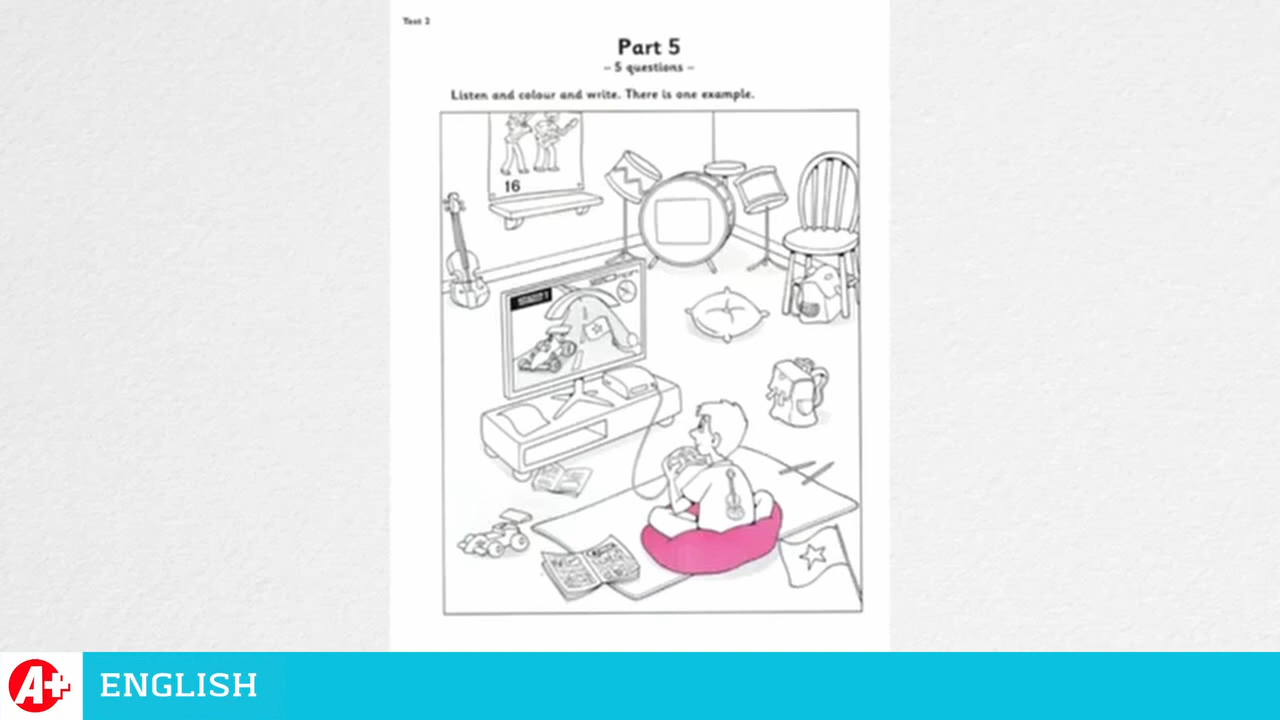 Test 2
Part 5
– 5 questions –
Listen and colour and write. There is one example.
16
A+
ENGLISH